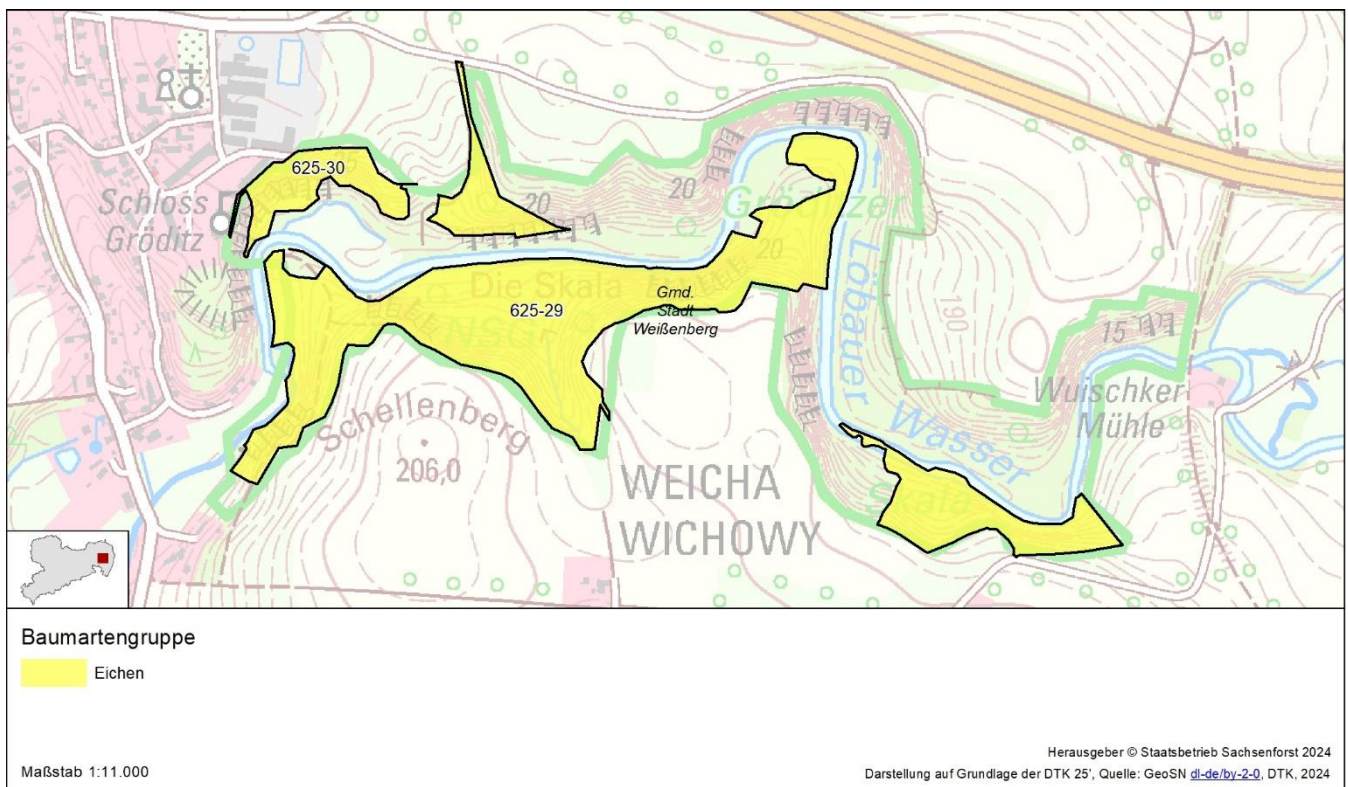 625-30
Schloss
Gröditz
20
20
Gröditzer
20
Die Skala
NSG
625-29
Gmd.
Stadt
Weißenberg
Löbauer
Wasser
190
15
Wuischker
Mühle
Schellenberg
206,0
WEICHA
WICHOWY
Skala
Baumartengruppe
Eichen
Maßstab 1:11.000
Herausgeber © Staatsbetrieb Sachsenforst 2024
Darstellung auf Grundlage der DTK 25', Quelle: GeoSN dl-de/by-2-0, DTK, 2024